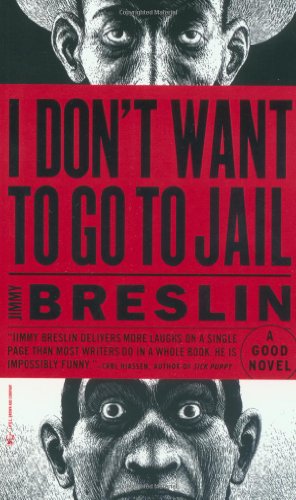 I DON'T WANT
TO GO TO JAIL
JIMMY
BRESLIN
"JIMMY BRESLIN DELIVERS MORE LAUGHS ON A SINGLE
PAGE THAN MOST WRITERS DO IN A WHOLE BOOK. HE IS
IMPOSSIBLY FUNNY." —CARL HIAASEN, AUTHOR OF SICK PUPPY
A
GOOD
NOVEL